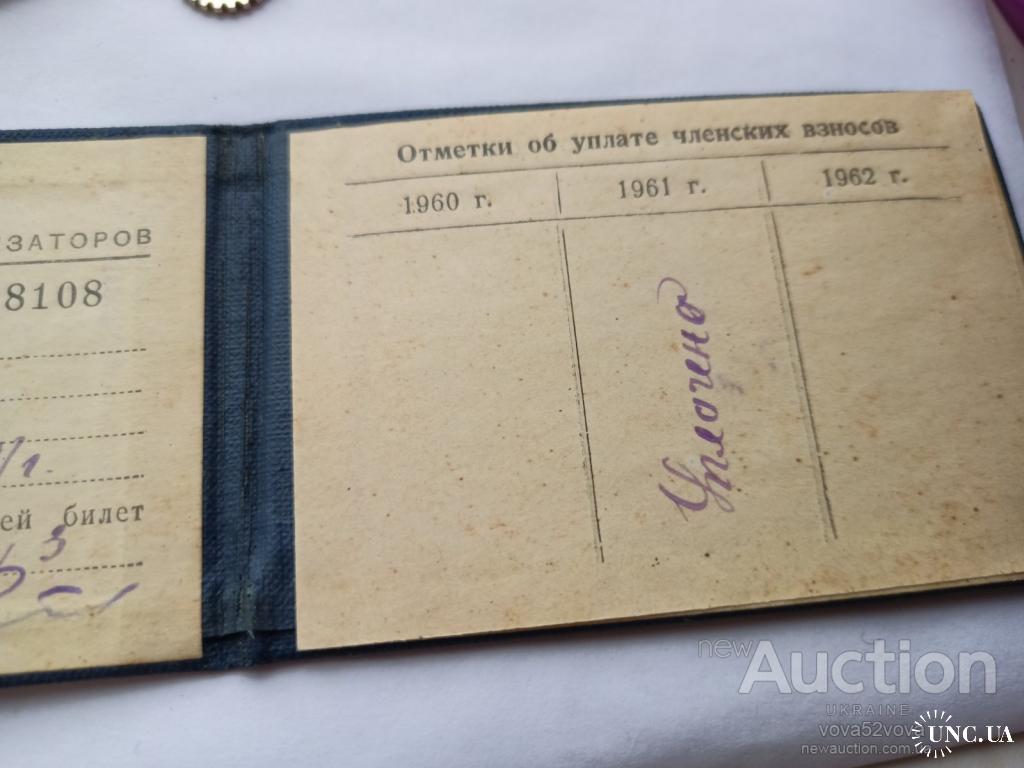 ЗАТОРОВ
8108
ей билет
Отметки об уплате членских взносов
1960 г.
1961 г.
1962 г.
Уплочено
new Auction
UKRAINE
vova52vova
newauction.com.ua
UNC.UA